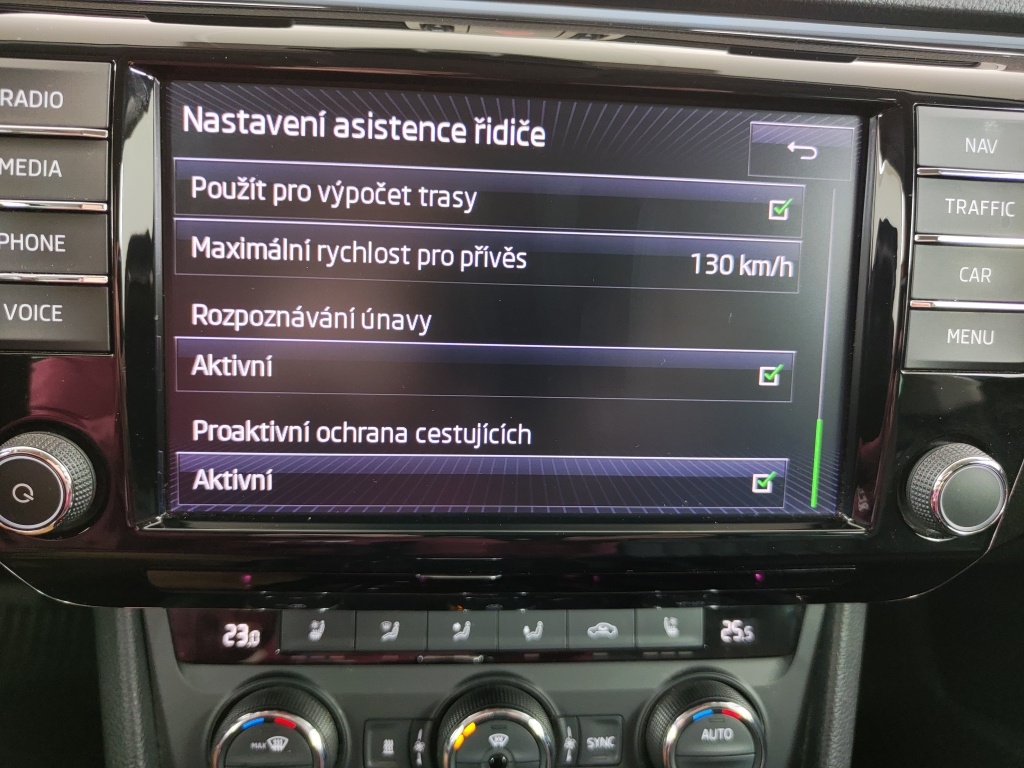 RADIO
MEDIA
PHONE
VOICE
Nastavení asistence řidiče
Použít pro výpočet trasy
Maximální rychlost pro přívěs 130 km/h
Rozpoznávání únavy
Aktivní
Proaktivní ochrana cestujících
Aktivní
NAV
TRAFFIC
CAR
MENU
23,0
25,5
MAX
SYNC
AUTO